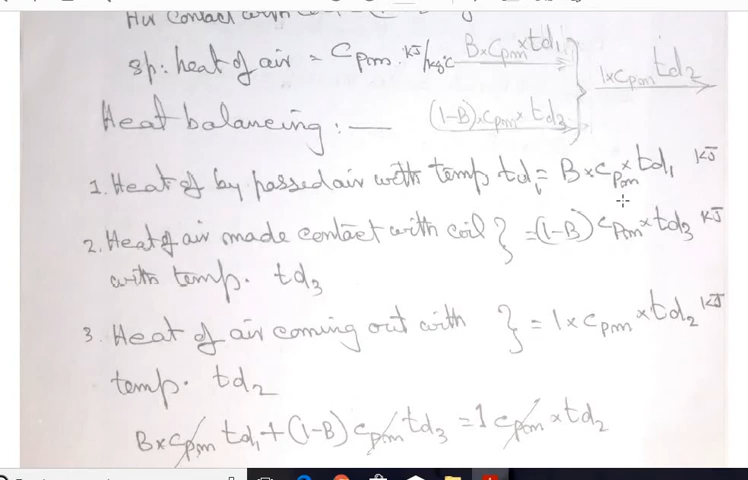 Air contact with
sp: heat of air = Cpm. KJ/kg°c B×Cpm×td1
1×Cpm×td2
Heat balancing : — (1-B)×Cpm×td3
1. Heat of by passed air with temp td1 = B×Cpm×td1 KJ
2. Heat of air made contact with coil } = (1-B) Cpm×td3 KJ
with temp. td3
3. Heat of air coming out with } = 1×Cpm×td2 KJ
temp. td2
B×Cpm td1 + (1-B) Cpm td3 = 1 Cpm×td2